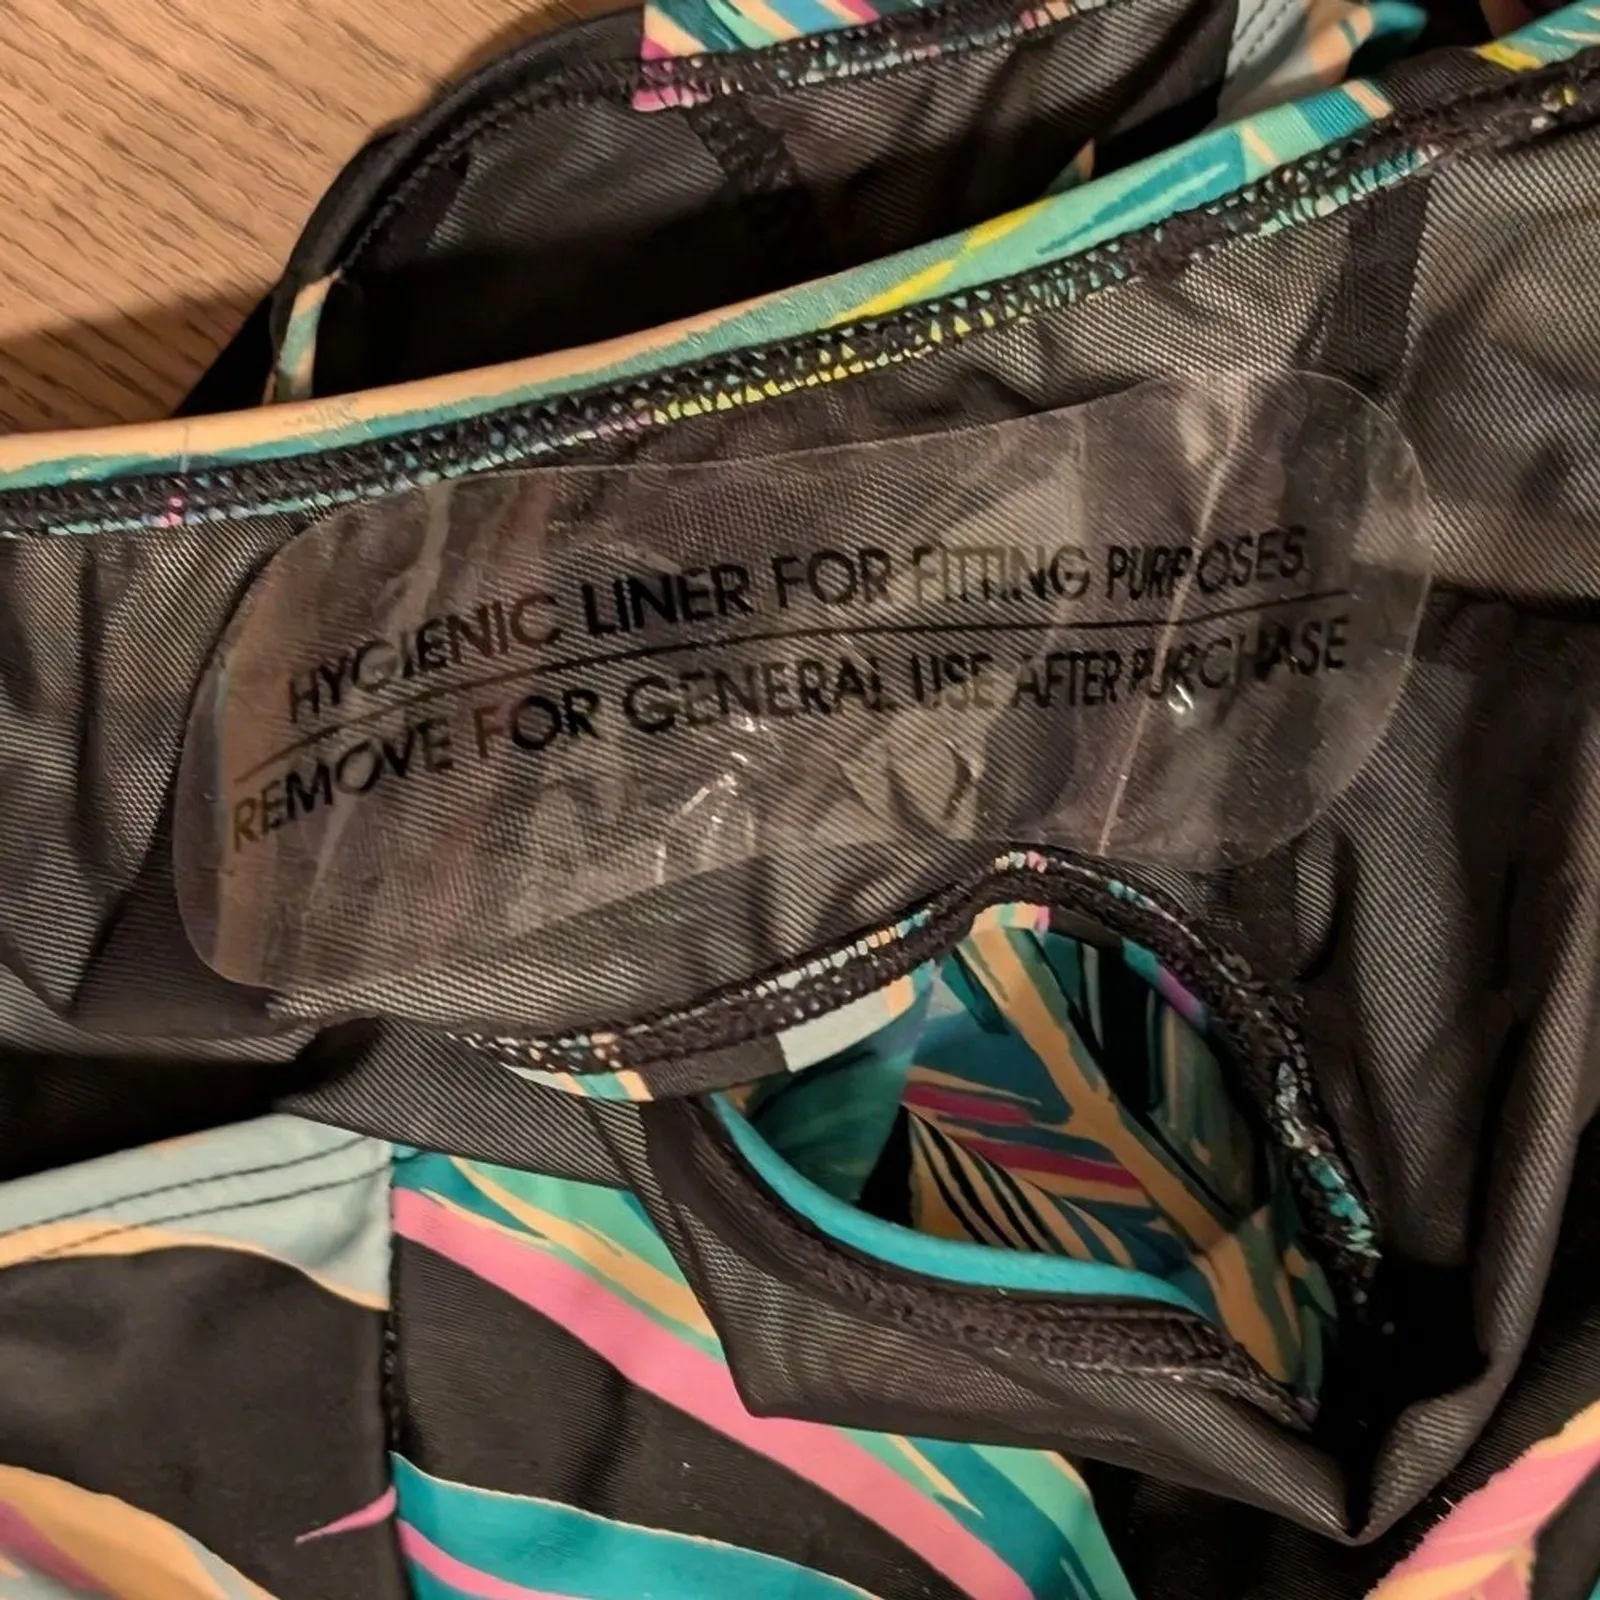 HYGIENIC LINER FOR FITTING PURPOSES
REMOVE FOR GENERAL USE AFTER PURCHASE